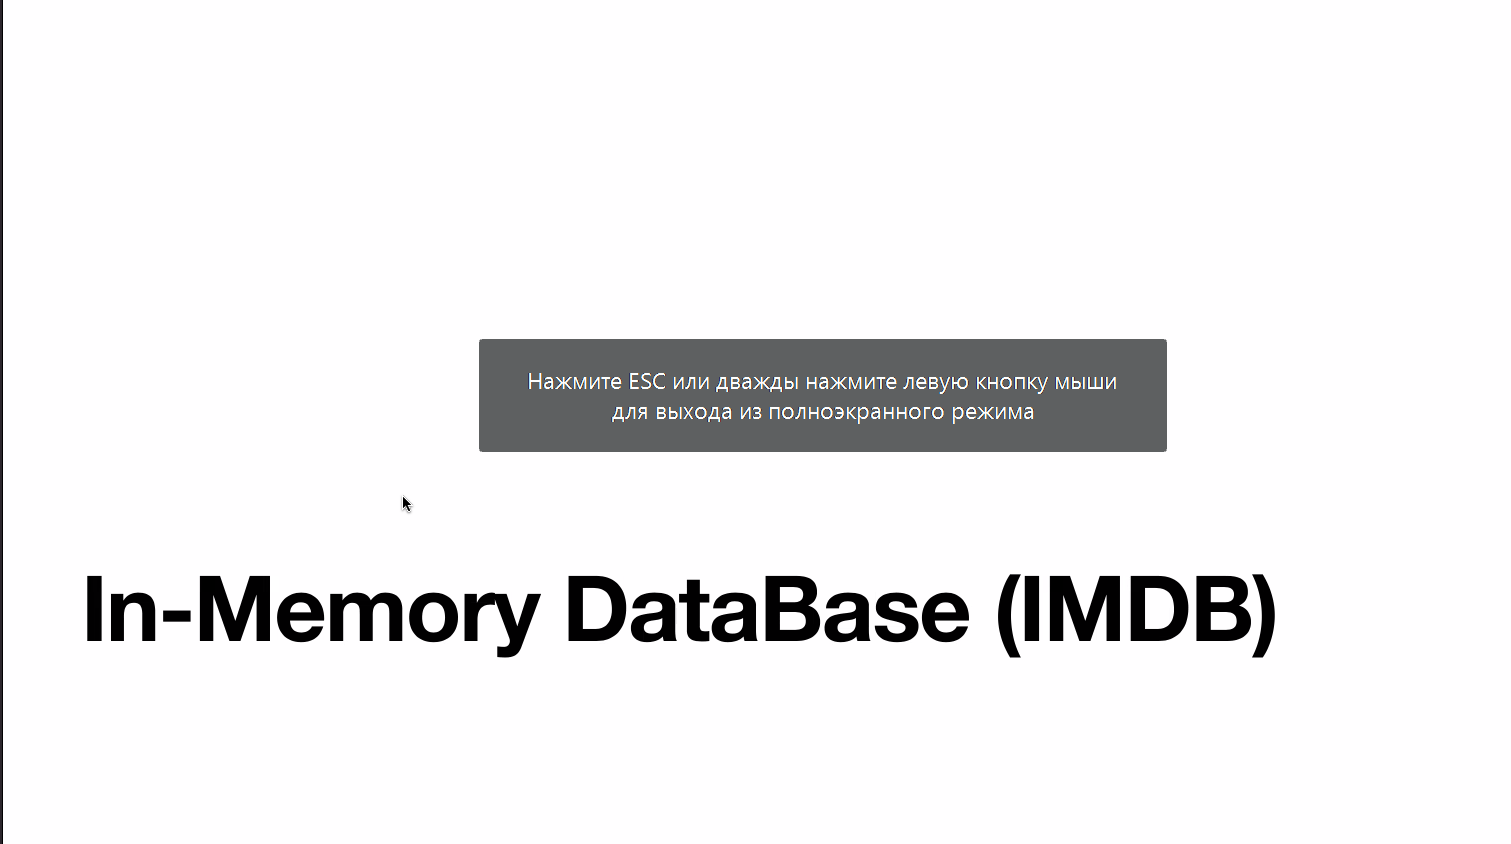 Нажмите ESC или дважды нажмите левую кнопку мыши
для выхода из полноэкранного режима
In-Memory DataBase (IMDB)